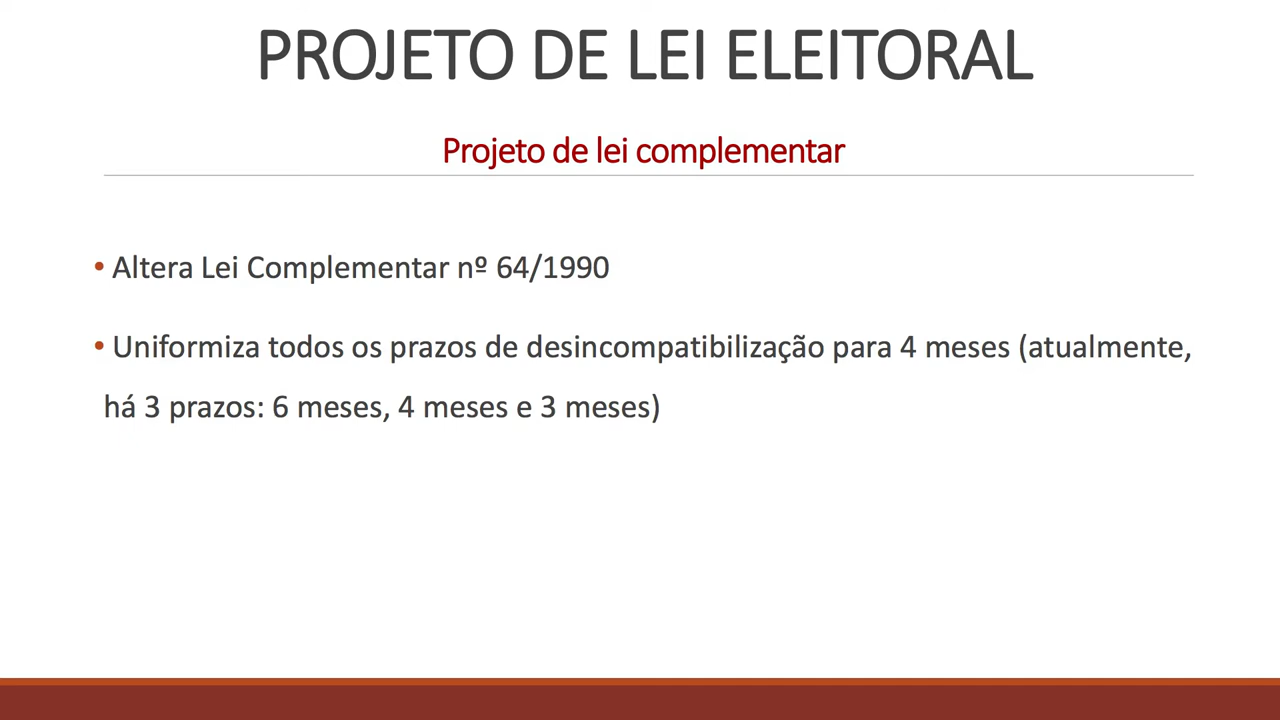 PROJETO DE LEI ELEITORAL
Projeto de lei complementar
• Altera Lei Complementar nº 64/1990
• Uniformiza todos os prazos de desincompatibilização para 4 meses (atualmente,
há 3 prazos: 6 meses, 4 meses e 3 meses)